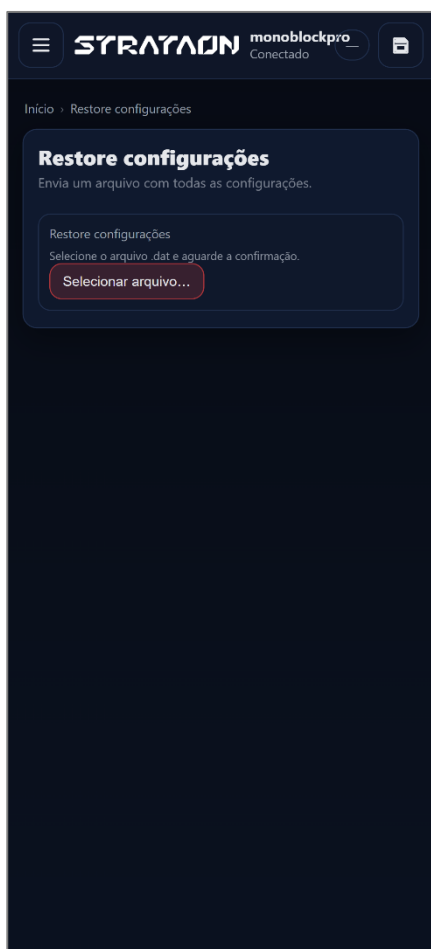 STRATAON
monoblockpro
Conectado
Início › Restore configurações
Restore configurações
Envia um arquivo com todas as configurações.
Restore configurações
Selecione o arquivo .dat e aguarde a confirmação.
Selecionar arquivo...